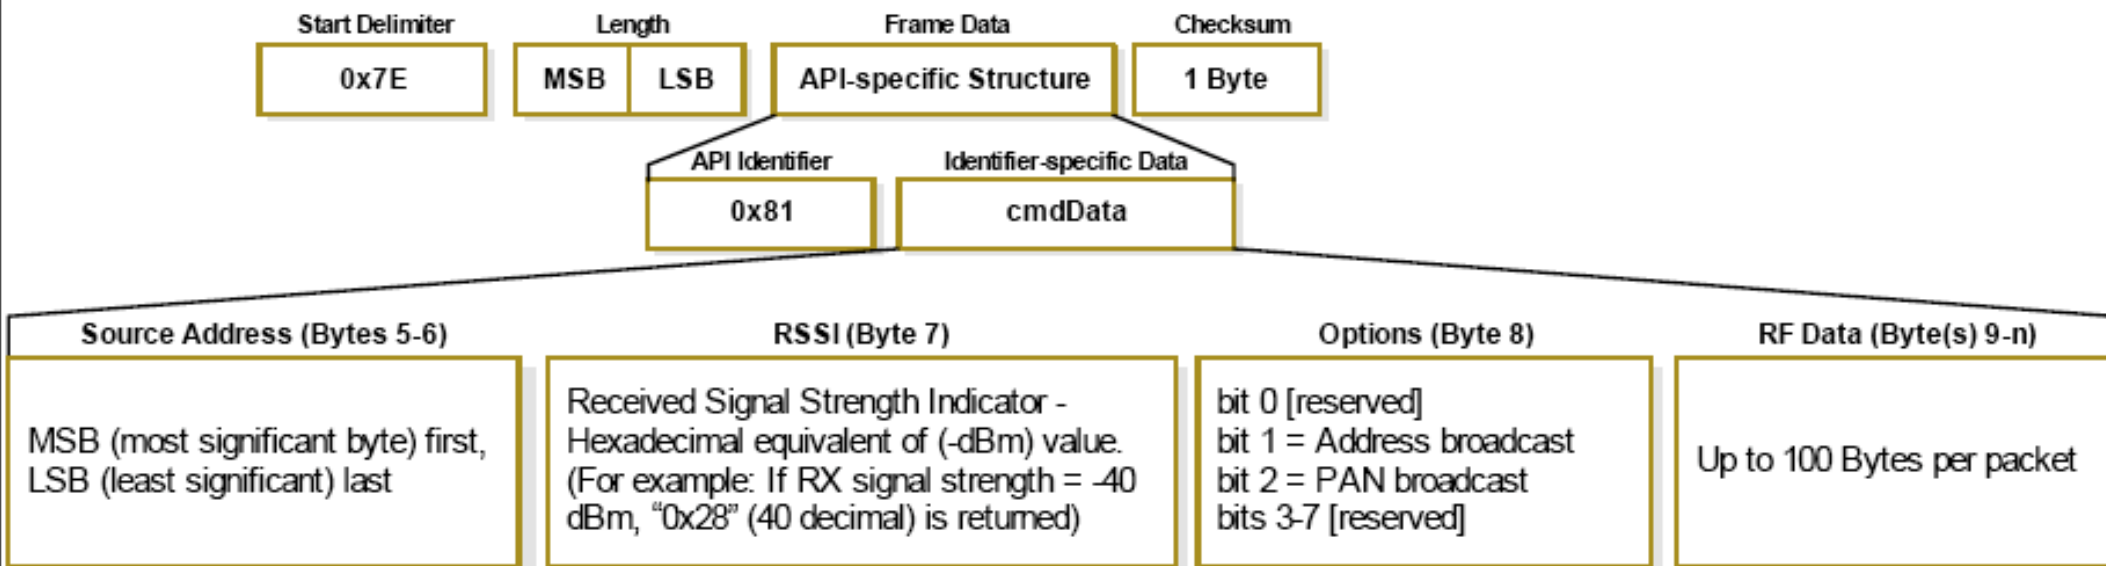 Start Delimiter Length Frame Data Checksum
0x7E MSB LSB API-specific Structure 1 Byte
API Identifier Identifier-specific Data
0x81 cmdData
Source Address (Bytes 5-6)
MSB (most significant byte) first,
LSB (least significant) last
RSSI (Byte 7)
Received Signal Strength Indicator -
Hexadecimal equivalent of (-dBm) value.
(For example: If RX signal strength = -40
dBm, “0x28” (40 decimal) is returned)
Options (Byte 8)
bit 0 [reserved]
bit 1 = Address broadcast
bit 2 = PAN broadcast
bits 3-7 [reserved]
RF Data (Byte(s) 9-n)
Up to 100 Bytes per packet